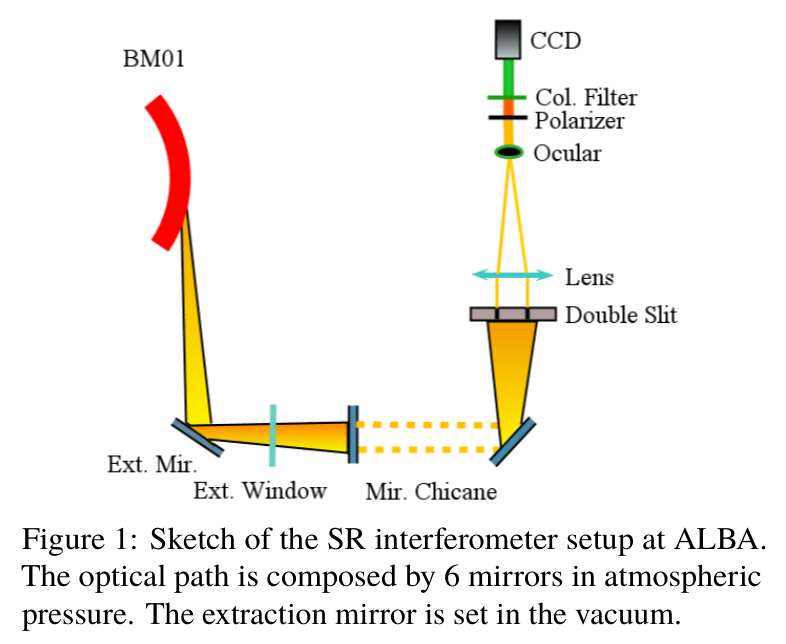 BM01
CCD
Col. Filter
Polarizer
Ocular
Lens
Double Slit
Ext. Mir.
Ext. Window
Mir. Chicane
Figure 1: Sketch of the SR interferometer setup at ALBA.
The optical path is composed by 6 mirrors in atmospheric
pressure. The extraction mirror is set in the vacuum.